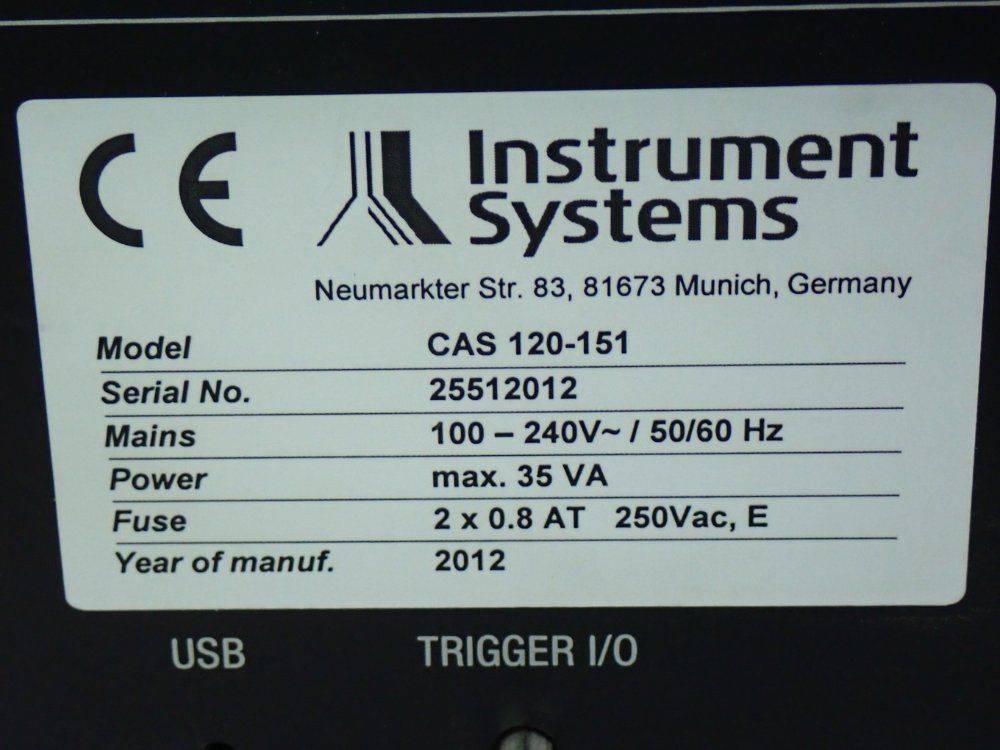 CE
Instrument
Systems
Neumarkter Str. 83, 81673 Munich, Germany
Model CAS 120-151
Serial No. 25512012
Mains 100 – 240V~ / 50/60 Hz
Power max. 35 VA
Fuse 2 x 0.8 AT 250Vac, E
Year of manuf. 2012
USB TRIGGER I/O